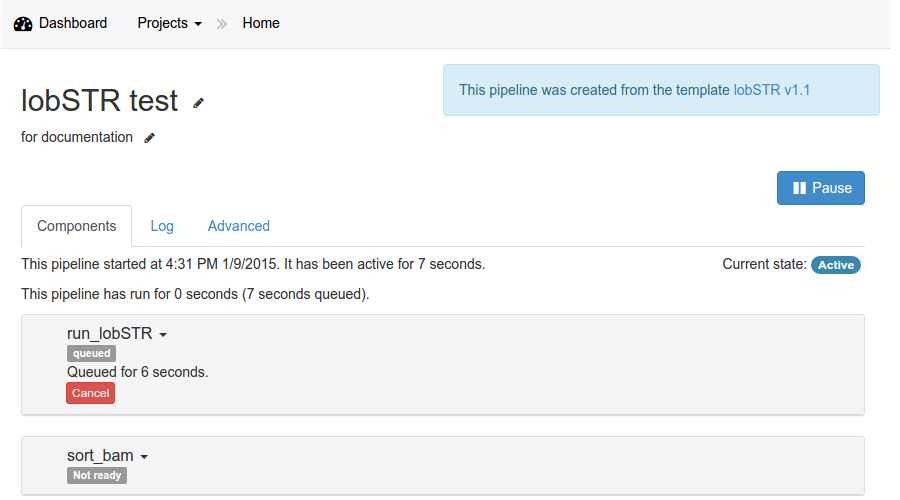 Dashboard Projects Home
lobSTR test
This pipeline was created from the template lobSTR v1.1
for documentation
Pause
Components Log Advanced
This pipeline started at 4:31 PM 1/9/2015. It has been active for 7 seconds. Current state: Active
This pipeline has run for 0 seconds (7 seconds queued).
run_lobSTR
queued
Queued for 6 seconds.
Cancel
sort_bam
Not ready